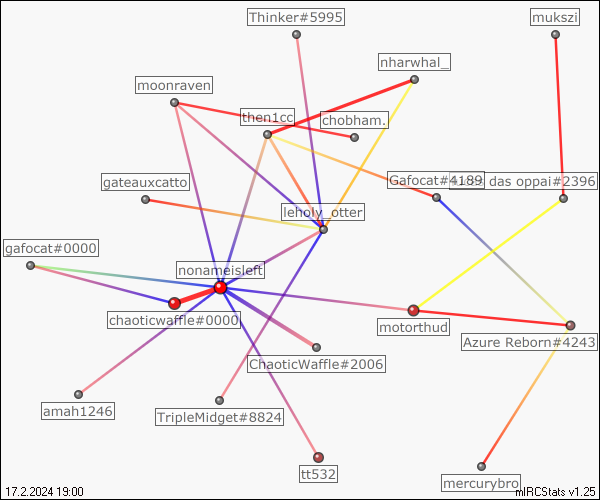 Thinker#5995
mukszi
nharwhal_
moonraven
then1cc
chobham.
Gafocat#4189
das oppai#2396
gateauxcatto
leholy_otter
gafocat#0000
nonameisleft
chaoticwaffle#0000
motorthud
Azure Reborn#4243
ChaoticWaffle#2006
amah1246
TripleMidget#8824
tt532
mercurybro
17.2.2024 19:00
mIRCStats v1.25